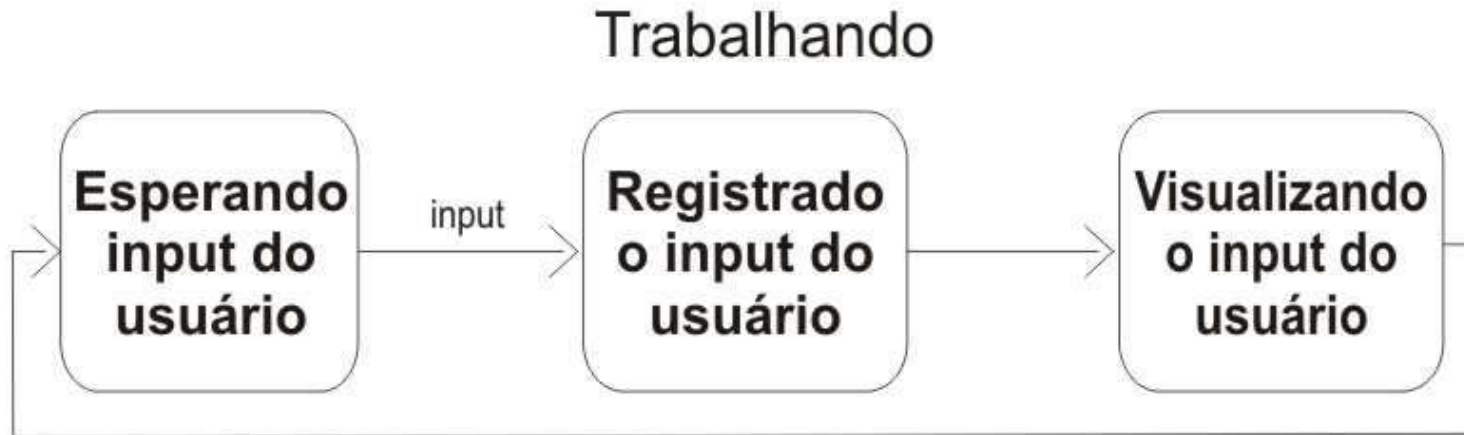 Trabalhando
Esperando
input do
usuário
input
Registrado
o input do
usuário
Visualizando
o input do
usuário